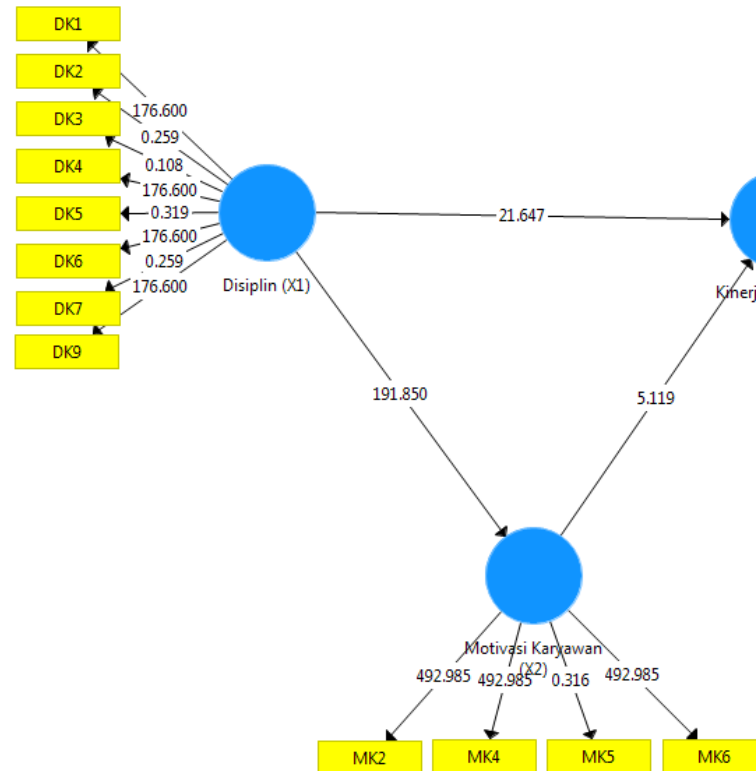 DK1
DK2
DK3
DK4
DK5
DK6
DK7
DK9
176.600
0.259
0.108
176.600
0.319
176.600
0.259
176.600
Disiplin (X1)
21.647
Kinerj
191.850
5.119
Motivasi Karyawan
(X2)
492.985
492.985
0.316
492.985
MK2
MK4
MK5
MK6